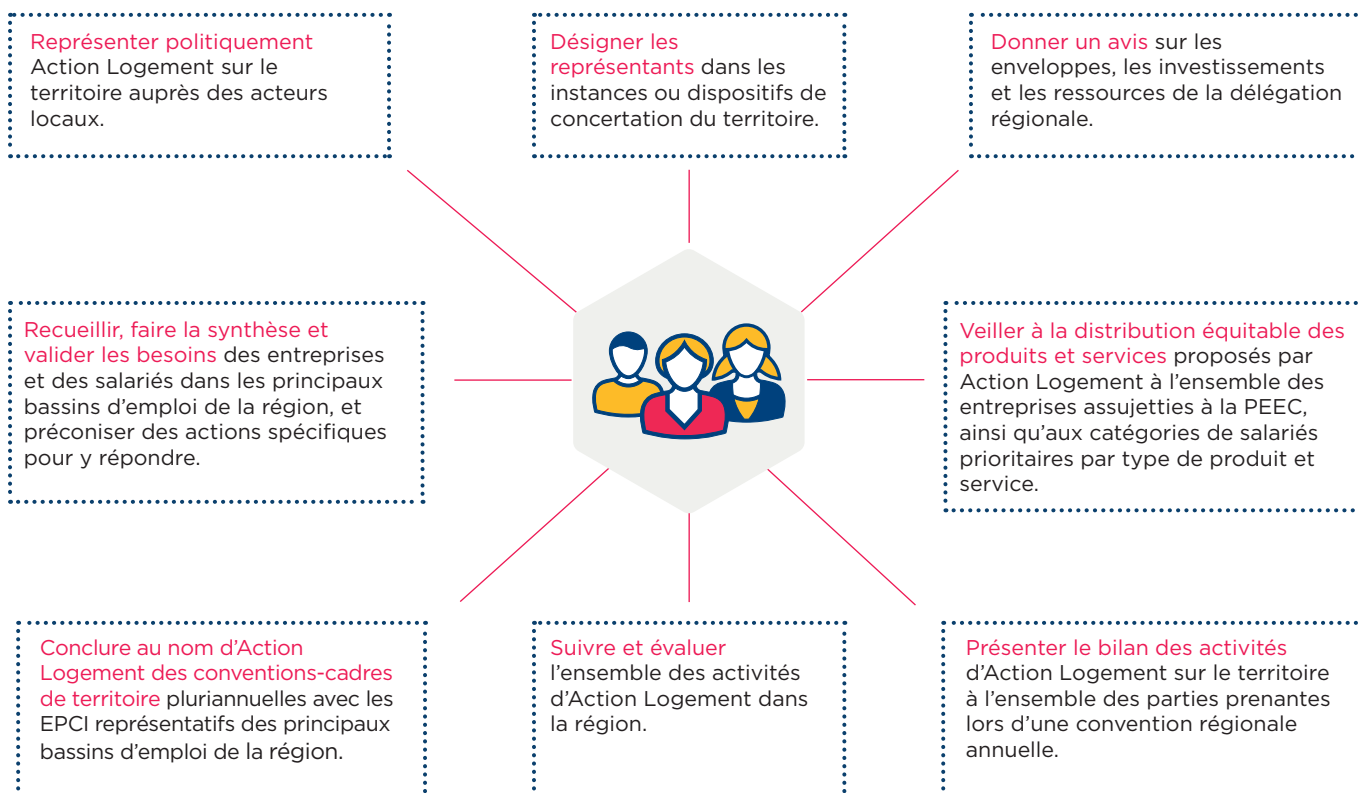 Représenter politiquement
Action Logement sur le
territoire auprès des acteurs
locaux.
Désigner les
représentants dans les
instances ou dispositifs de
concertation du territoire.
Donner un avis sur les
enveloppes, les investissements
et les ressources de la délégation
régionale.
Recueillir, faire la synthèse et
valider les besoins des entreprises
et des salariés dans les principaux
bassins d’emploi de la région, et
préconiser des actions spécifiques
pour y répondre.
Veiller à la distribution équitable des
produits et services proposés par
Action Logement à l’ensemble des
entreprises assujetties à la PEEC,
ainsi qu’aux catégories de salariés
prioritaires par type de produit et
service.
Conclure au nom d’Action
Logement des conventions-cadres
de territoire pluriannuelles avec les
EPCI représentatifs des principaux
bassins d’emploi de la région.
Suivre et évaluer
l’ensemble des activités
d’Action Logement dans
la région.
Présenter le bilan des activités
d’Action Logement sur le territoire
à l’ensemble des parties prenantes
lors d’une convention régionale
annuelle.